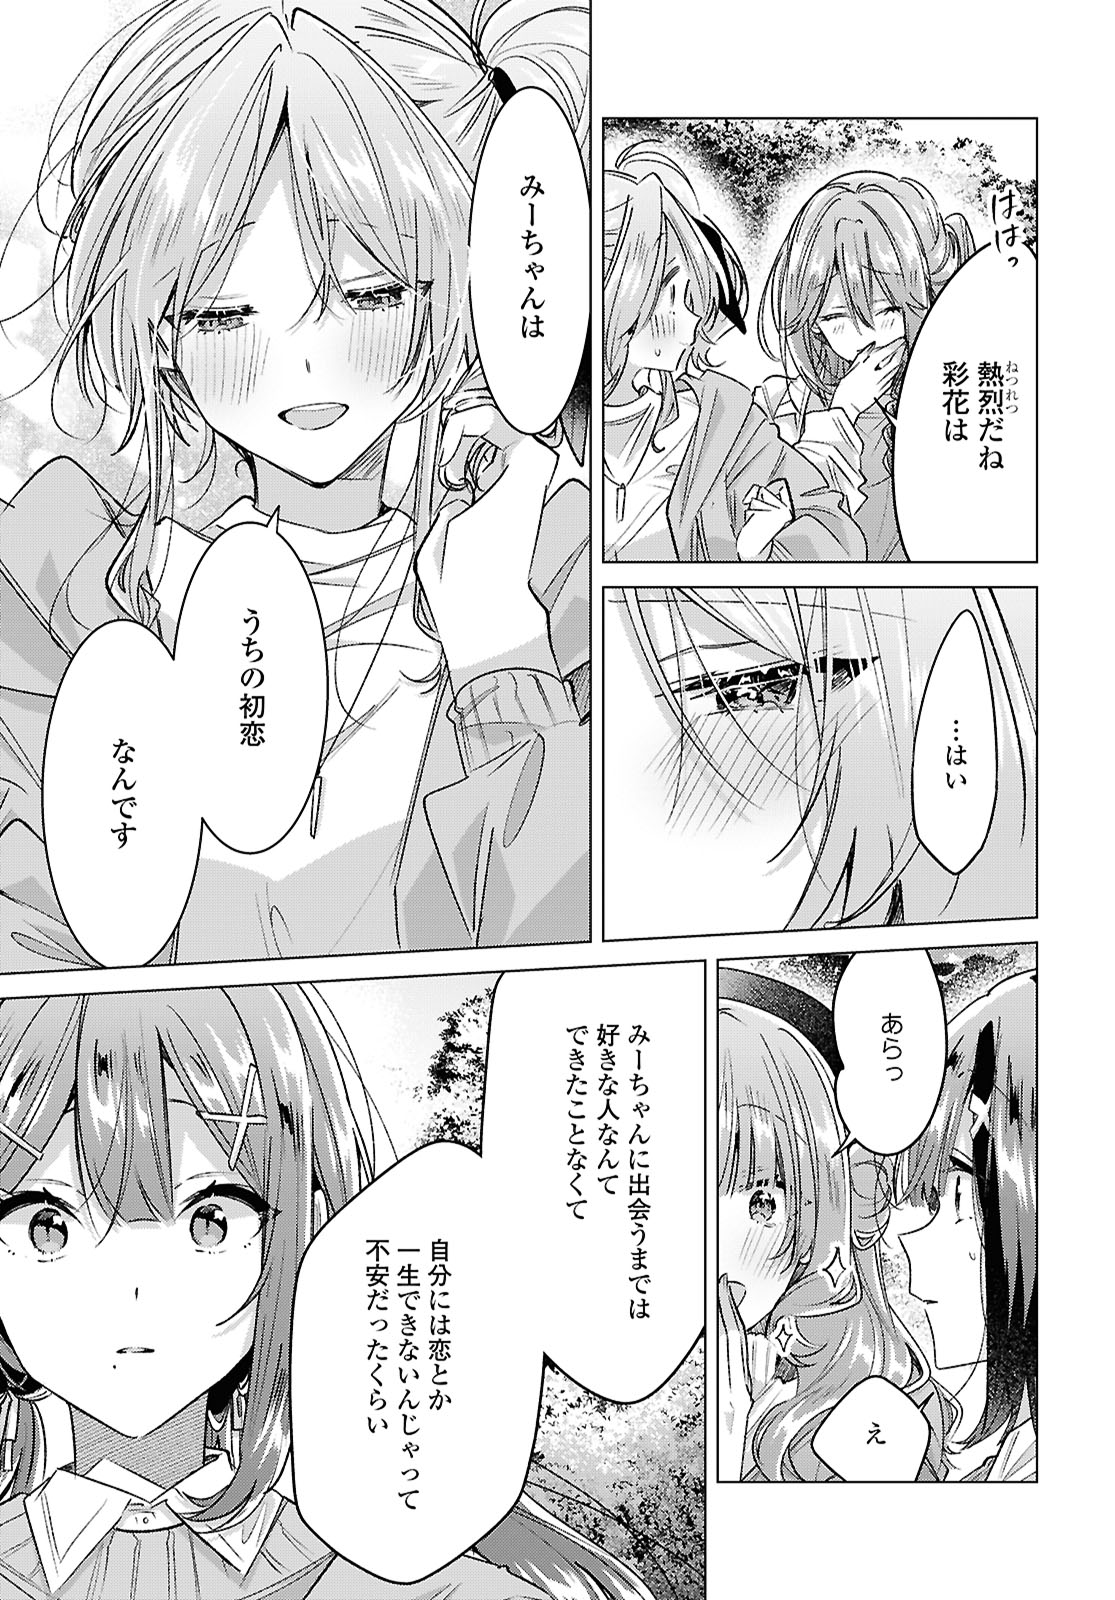 ははっ
熱烈だね
ねつれつ
彩花は
…はい
みーちゃんは
うちの初恋
なんです
あらっ
え
みーちゃんに出会うまでは
好きな人なんて
できたことなくて
自分には恋とか
一生できないんじゃって
不安だったくらい